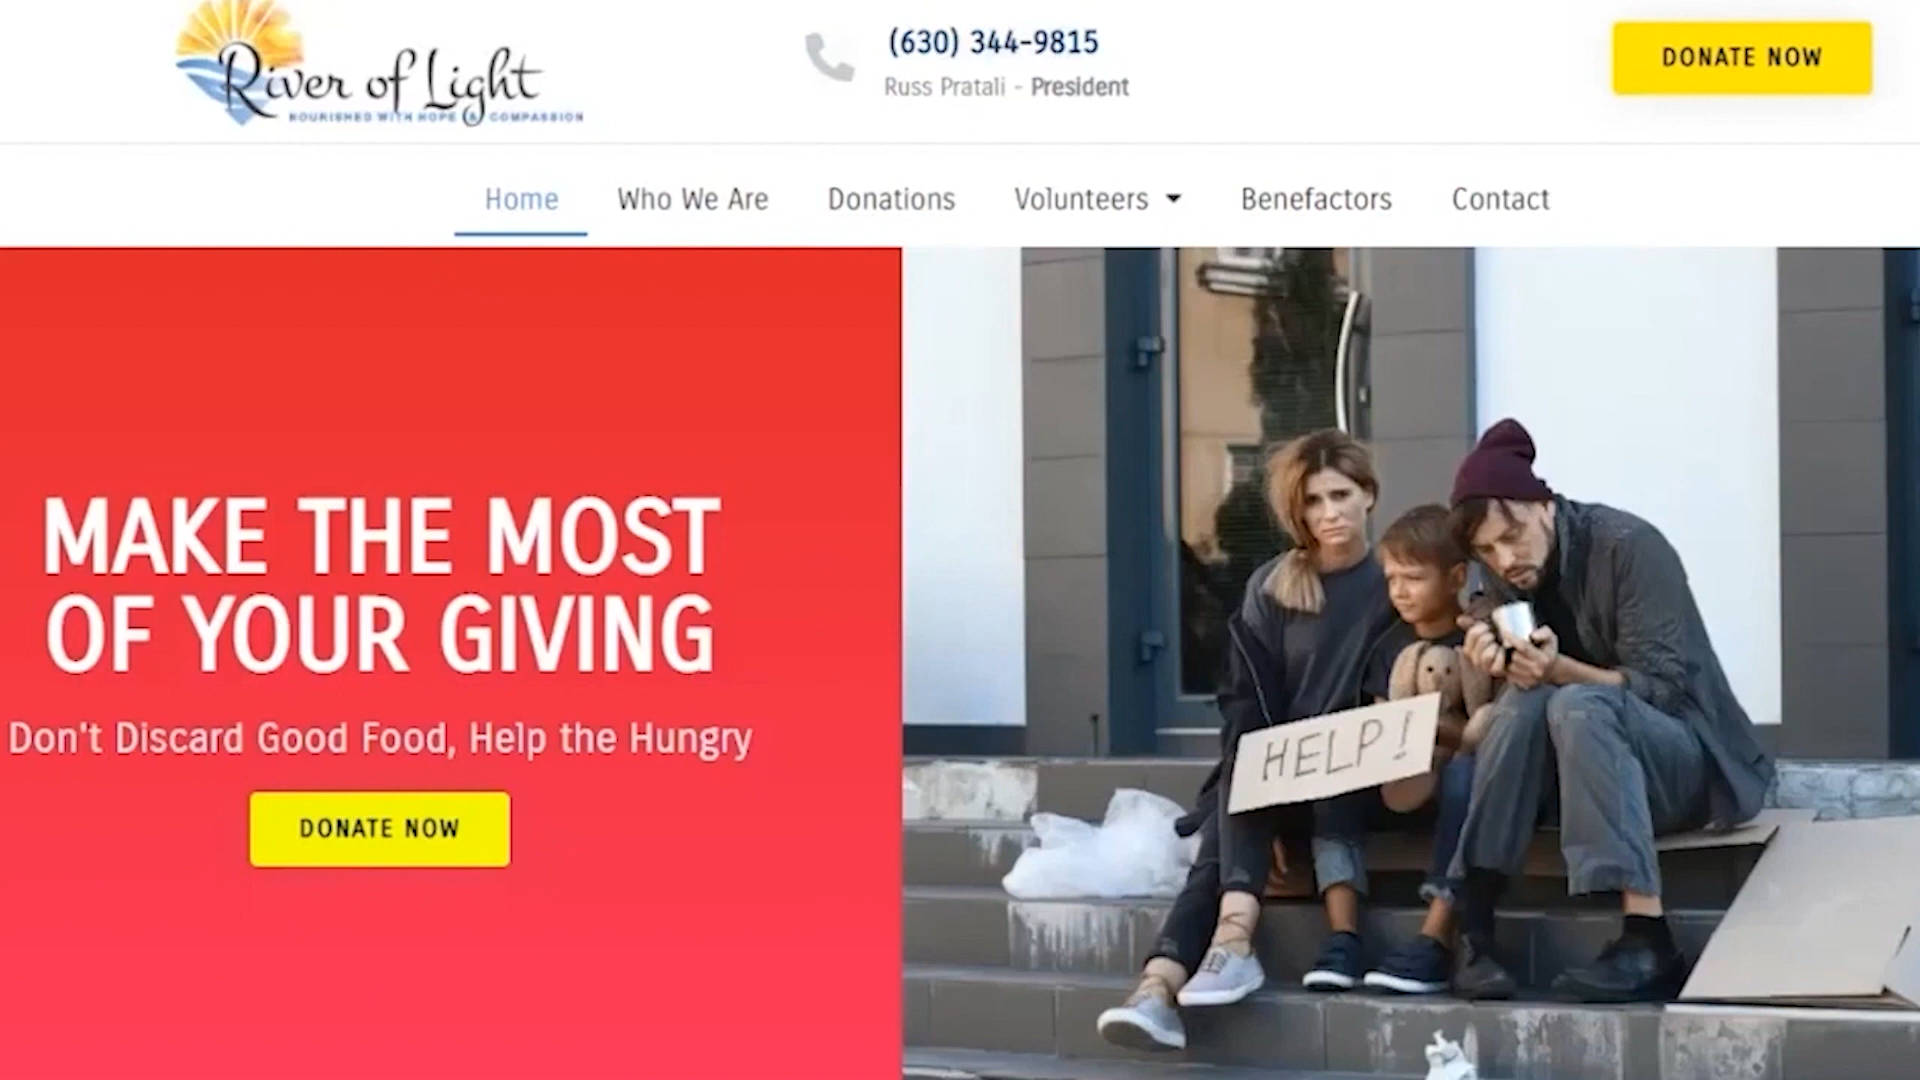 River of Light
NOURISHED WITH HOPE & COMPASSION
(630) 344-9815
Russ Pratali - President
DONATE NOW
Home
Who We Are
Donations
Volunteers
Benefactors
Contact
MAKE THE MOST
OF YOUR GIVING
Don't Discard Good Food, Help the Hungry
DONATE NOW
HELP!